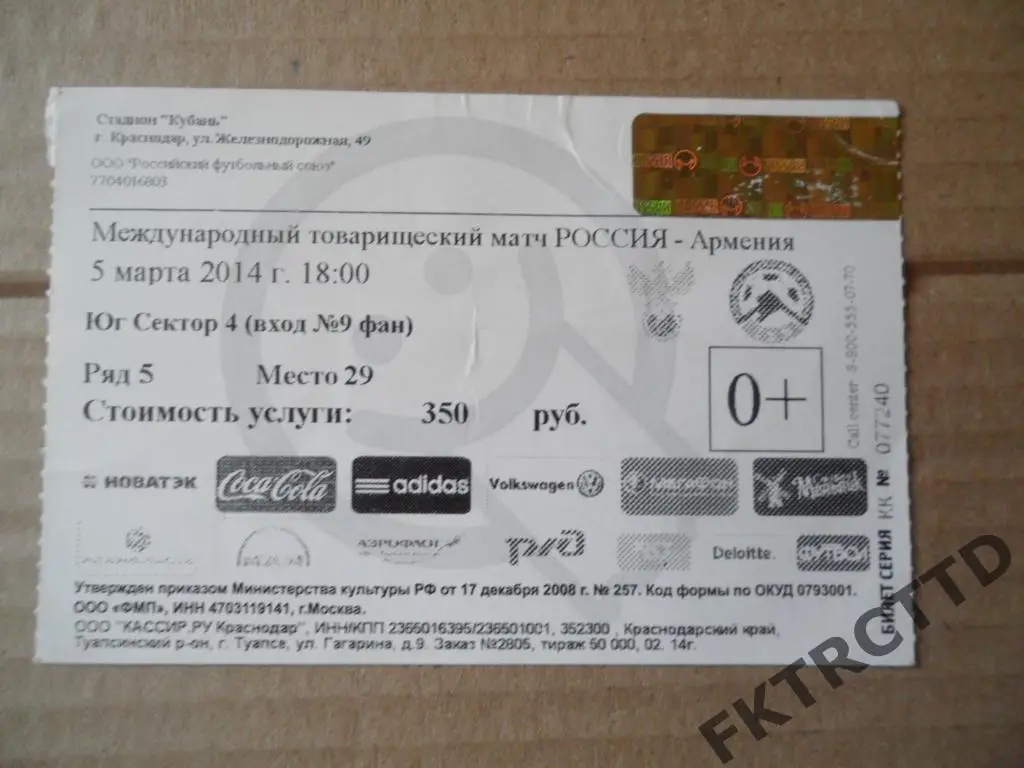 Стадион "Кубань"
г. Краснодар, ул. Железнодорожная, 49
ООО "Российский футбольный союз"
7704016803
Международный товарищеский матч РОССИЯ - Армения
5 марта 2014 г. 18:00
Юг Сектор 4 (вход №9 фан)
Ряд 5 Место 29
Стоимость услуги: 350 руб.
0+
Call center 8-800-333-07-70
БИЛЕТ СЕРИЯ КК № 077240
НОВАТЭК Coca-Cola adidas Volkswagen МегаФон
АЭРОФЛОТ РЖД Deloitte. ФУТБОЛ
Утвержден приказом Министерства культуры РФ от 17 декабря 2008 г. № 257. Код формы по ОКУД 0793001.
ООО «ФМП», ИНН 4703119141, г.Москва.
ООО "КАССИР.РУ Краснодар", ИНН/КПП 2365016395/236501001, 352300 , Краснодарский край,
Туапсинский р-он, г. Туапсе, ул. Гагарина, д.9. Заказ №2805, тираж 50 000, 02. 14г.
FKTRCTTD